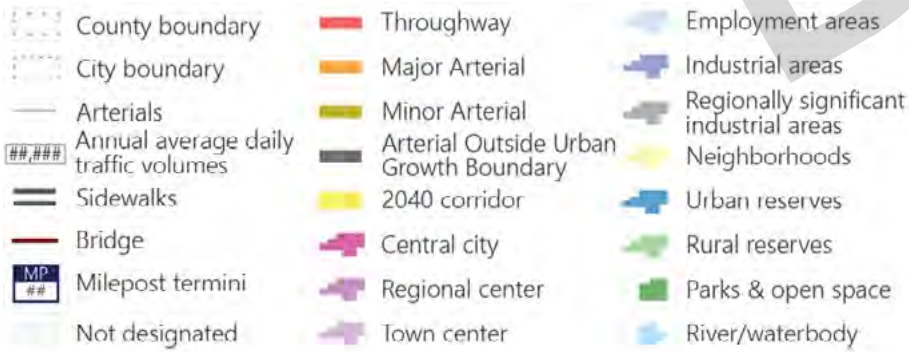 County boundary
City boundary
Arterials
##,###
Annual average daily
traffic volumes
Sidewalks
Bridge
MP
##
Milepost termini
Not designated
Throughway
Major Arterial
Minor Arterial
Arterial Outside Urban
Growth Boundary
2040 corridor
Central city
Regional center
Town center
Employment areas
Industrial areas
Regionally significant
industrial areas
Neighborhoods
Urban reserves
Rural reserves
Parks & open space
River/waterbody